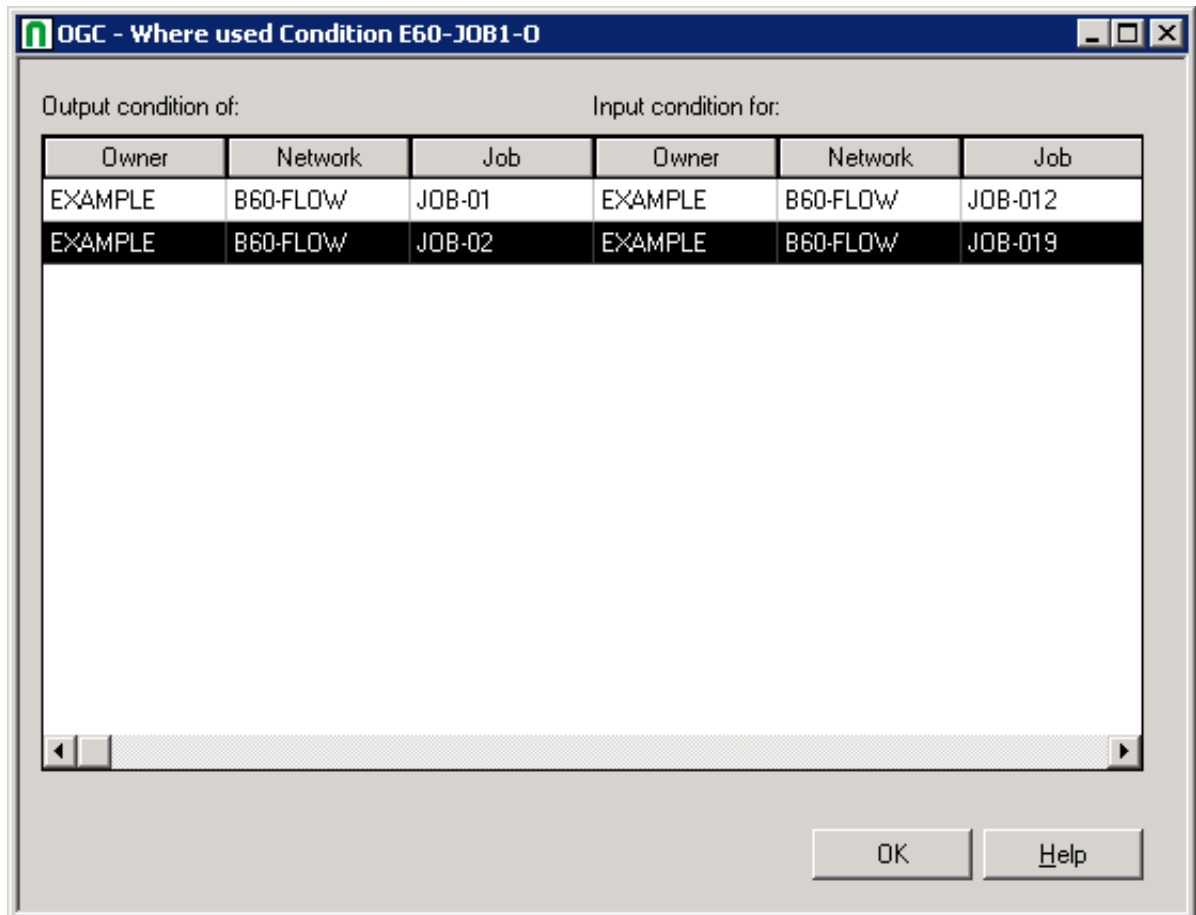 OGC - Where used Condition E60-JOB1-O
Output condition of: Input condition for:
Owner Network Job Owner Network Job
EXAMPLE B60-FLOW JOB-01 EXAMPLE B60-FLOW JOB-012
EXAMPLE B60-FLOW JOB-02 EXAMPLE B60-FLOW JOB-019
OK Help